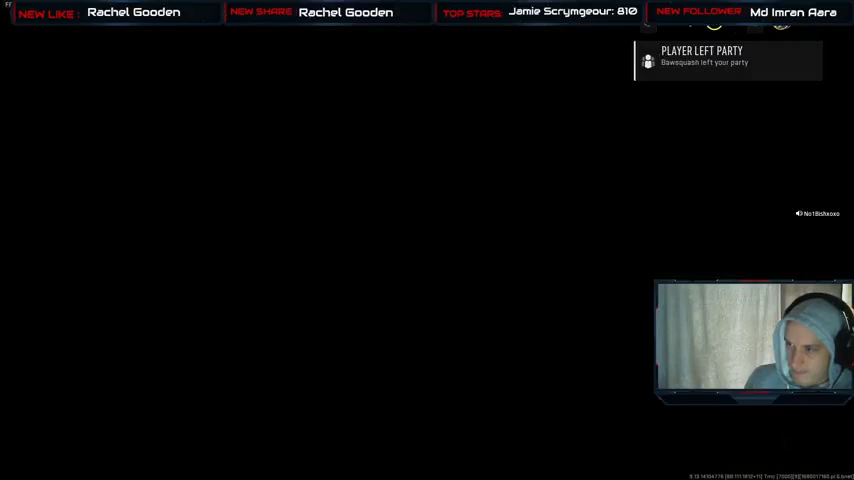 NEW LIKE : Rachel Gooden
NEW SHARE Rachel Gooden
TOP STARS: Jamie Scrymgeour: 810
NEW FOLLOWER Md Imran Aara
PLAYER LEFT PARTY
Bawsquash left your party
No1Bishxoxo